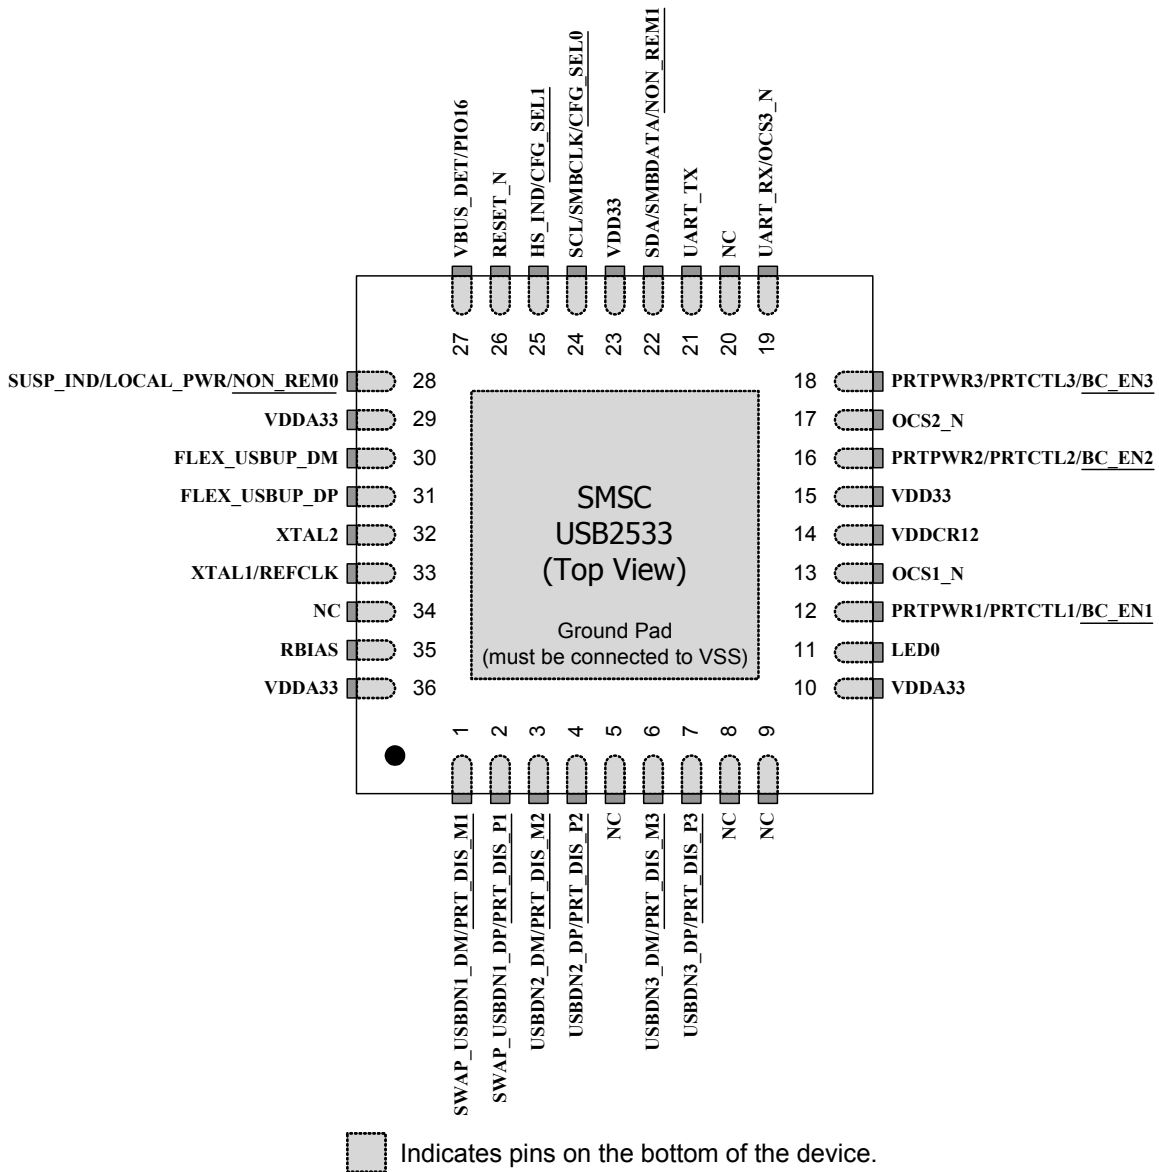 VBUS_DET/PIO16
RESET_N
HS_IND/CFG_SEL1
SCL/SMBCLK/CFG_SEL0
VDD33
SDA/SMBDATA/NON_REM1
UART_TX
NC
UART_RX/OCS3_N
27
26
25
24
23
22
21
20
19
SUSP_IND/LOCAL_PWR/NON_REM0 28
VDDA33 29
FLEX_USBUP_DM 30
FLEX_USBUP_DP 31
XTAL2 32
XTAL1/REFCLK 33
NC 34
RBIAS 35
VDDA33 36
SMSC
USB2533
(Top View)
Ground Pad
(must be connected to VSS)
18 PRTPWR3/PRTCTL3/BC_EN3
17 OCS2_N
16 PRTPWR2/PRTCTL2/BC_EN2
15 VDD33
14 VDDCR12
13 OCS1_N
12 PRTPWR1/PRTCTL1/BC_EN1
11 LED0
10 VDDA33
1
2
3
4
5
6
7
8
9
SWAP_USBDN1_DM/PRT_DIS_M1
SWAP_USBDN1_DP/PRT_DIS_P1
USBDN2_DM/PRT_DIS_M2
USBDN2_DP/PRT_DIS_P2
NC
USBDN3_DM/PRT_DIS_M3
USBDN3_DP/PRT_DIS_P3
NC
NC
Indicates pins on the bottom of the device.